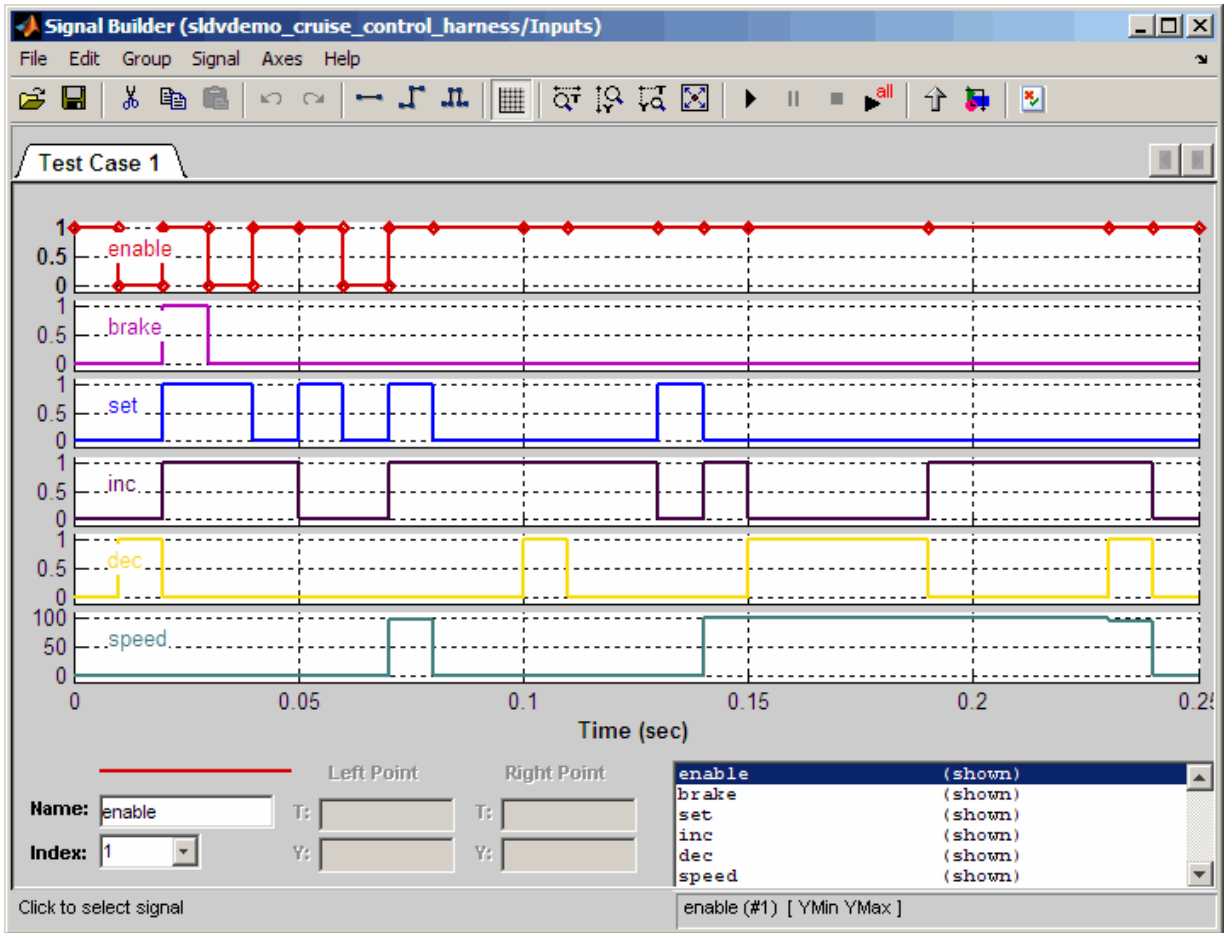 Signal Builder (sldvdemo_cruise_control_harness/Inputs)
File Edit Group Signal Axes Help
all
Test Case 1
1
0.5
0
enable
1
0.5
0
brake
1
0.5
0
set
1
0.5
0
inc
1
0.5
0
dec
100
50
0
speed
0 0.05 0.1 0.15 0.2 0.25
Time (sec)
Left Point Right Point
Name: enable T: T:
Index: 1 Y: Y:
enable (shown)
brake (shown)
set (shown)
inc (shown)
dec (shown)
speed (shown)
Click to select signal
enable (#1) [ YMin YMax ]